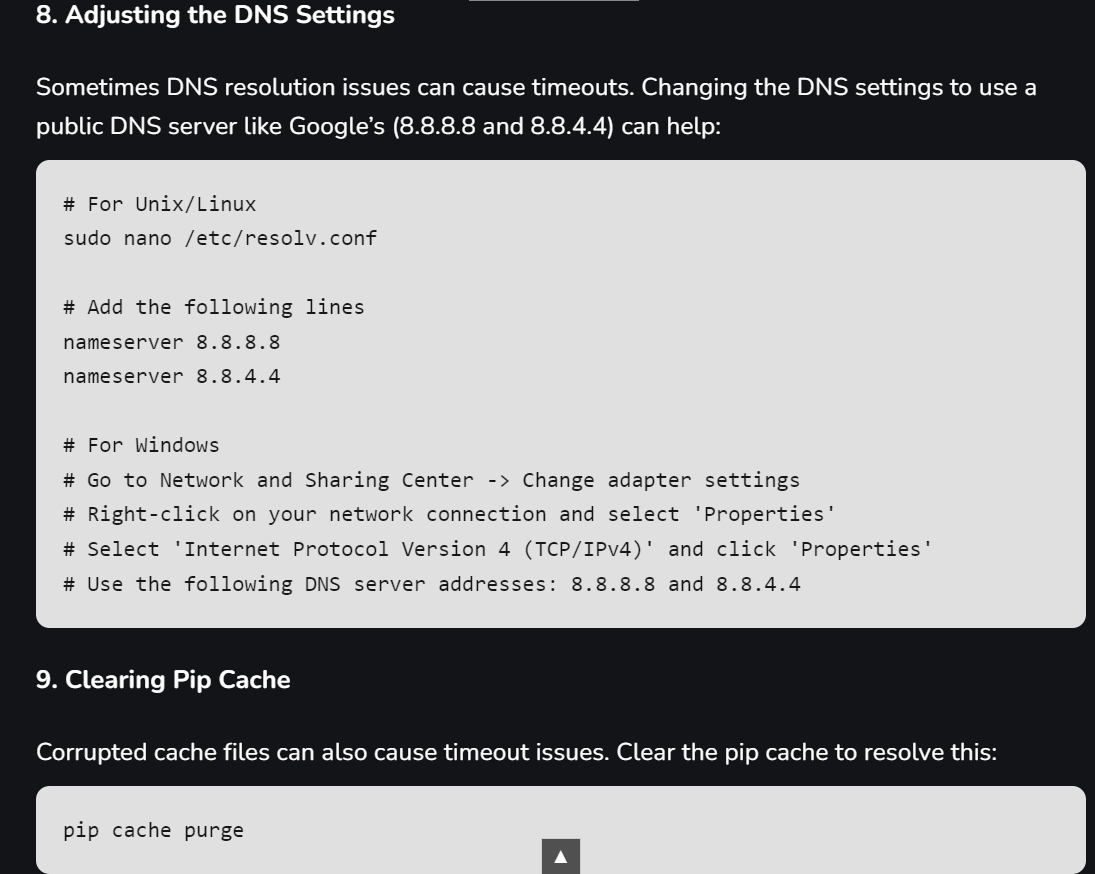 8. Adjusting the DNS Settings
Sometimes DNS resolution issues can cause timeouts. Changing the DNS settings to use a
public DNS server like Google’s (8.8.8.8 and 8.8.4.4) can help:
# For Unix/Linux
sudo nano /etc/resolv.conf
# Add the following lines
nameserver 8.8.8.8
nameserver 8.8.4.4
# For Windows
# Go to Network and Sharing Center -> Change adapter settings
# Right-click on your network connection and select 'Properties'
# Select 'Internet Protocol Version 4 (TCP/IPv4)' and click 'Properties'
# Use the following DNS server addresses: 8.8.8.8 and 8.8.4.4
9. Clearing Pip Cache
Corrupted cache files can also cause timeout issues. Clear the pip cache to resolve this:
pip cache purge